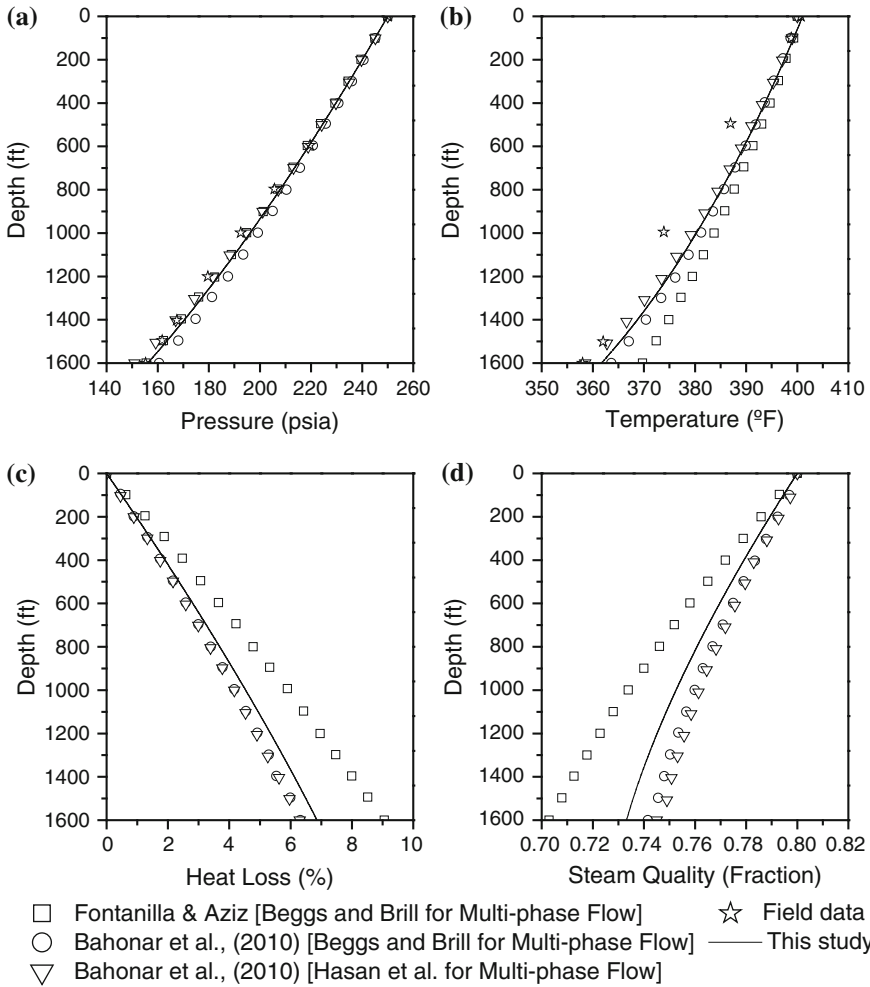 (a)
0
200
400
600
800
1000
1200
1400
1600
Depth (ft)
140 160 180 200 220 240 260
Pressure (psia)
(b)
0
200
400
600
800
1000
1200
1400
1600
Depth (ft)
350 360 370 380 390 400 410
Temperature (ºF)
(c)
0
200
400
600
800
1000
1200
1400
1600
Depth (ft)
0 2 4 6 8 10
Heat Loss (%)
(d)
0
200
400
600
800
1000
1200
1400
1600
Depth (ft)
0.70 0.72 0.74 0.76 0.78 0.80 0.82
Steam Quality (Fraction)
Fontanilla & Aziz [Beggs and Brill for Multi-phase Flow]
Field data
Bahonar et al., (2010) [Beggs and Brill for Multi-phase Flow]
This study
Bahonar et al., (2010) [Hasan et al. for Multi-phase Flow]